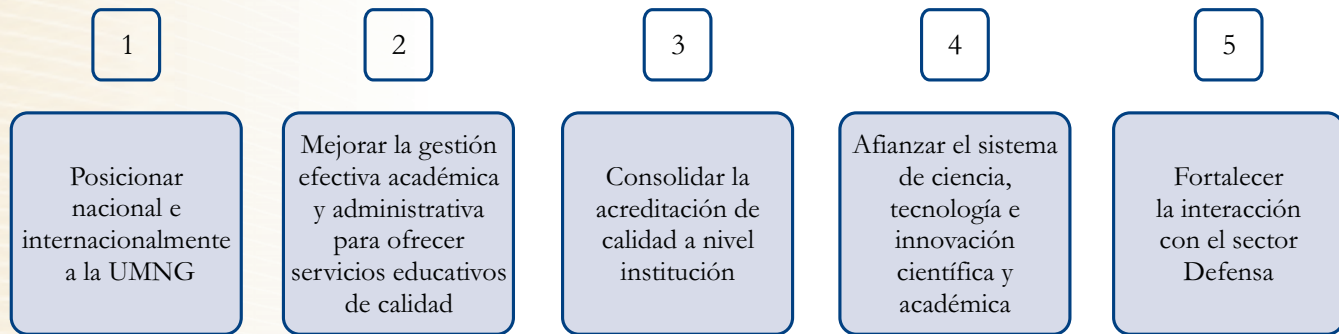 1
Posicionar
nacional e
internacionalmente
a la UMNG
2
Mejorar la gestión
efectiva académica
y administrativa
para ofrecer
servicios educativos
de calidad
3
Consolidar la
acreditación de
calidad a nivel
institución
4
Afianzar el sistema
de ciencia,
tecnología e
innovación
científica y
académica
5
Fortalecer
la interacción
con el sector
Defensa